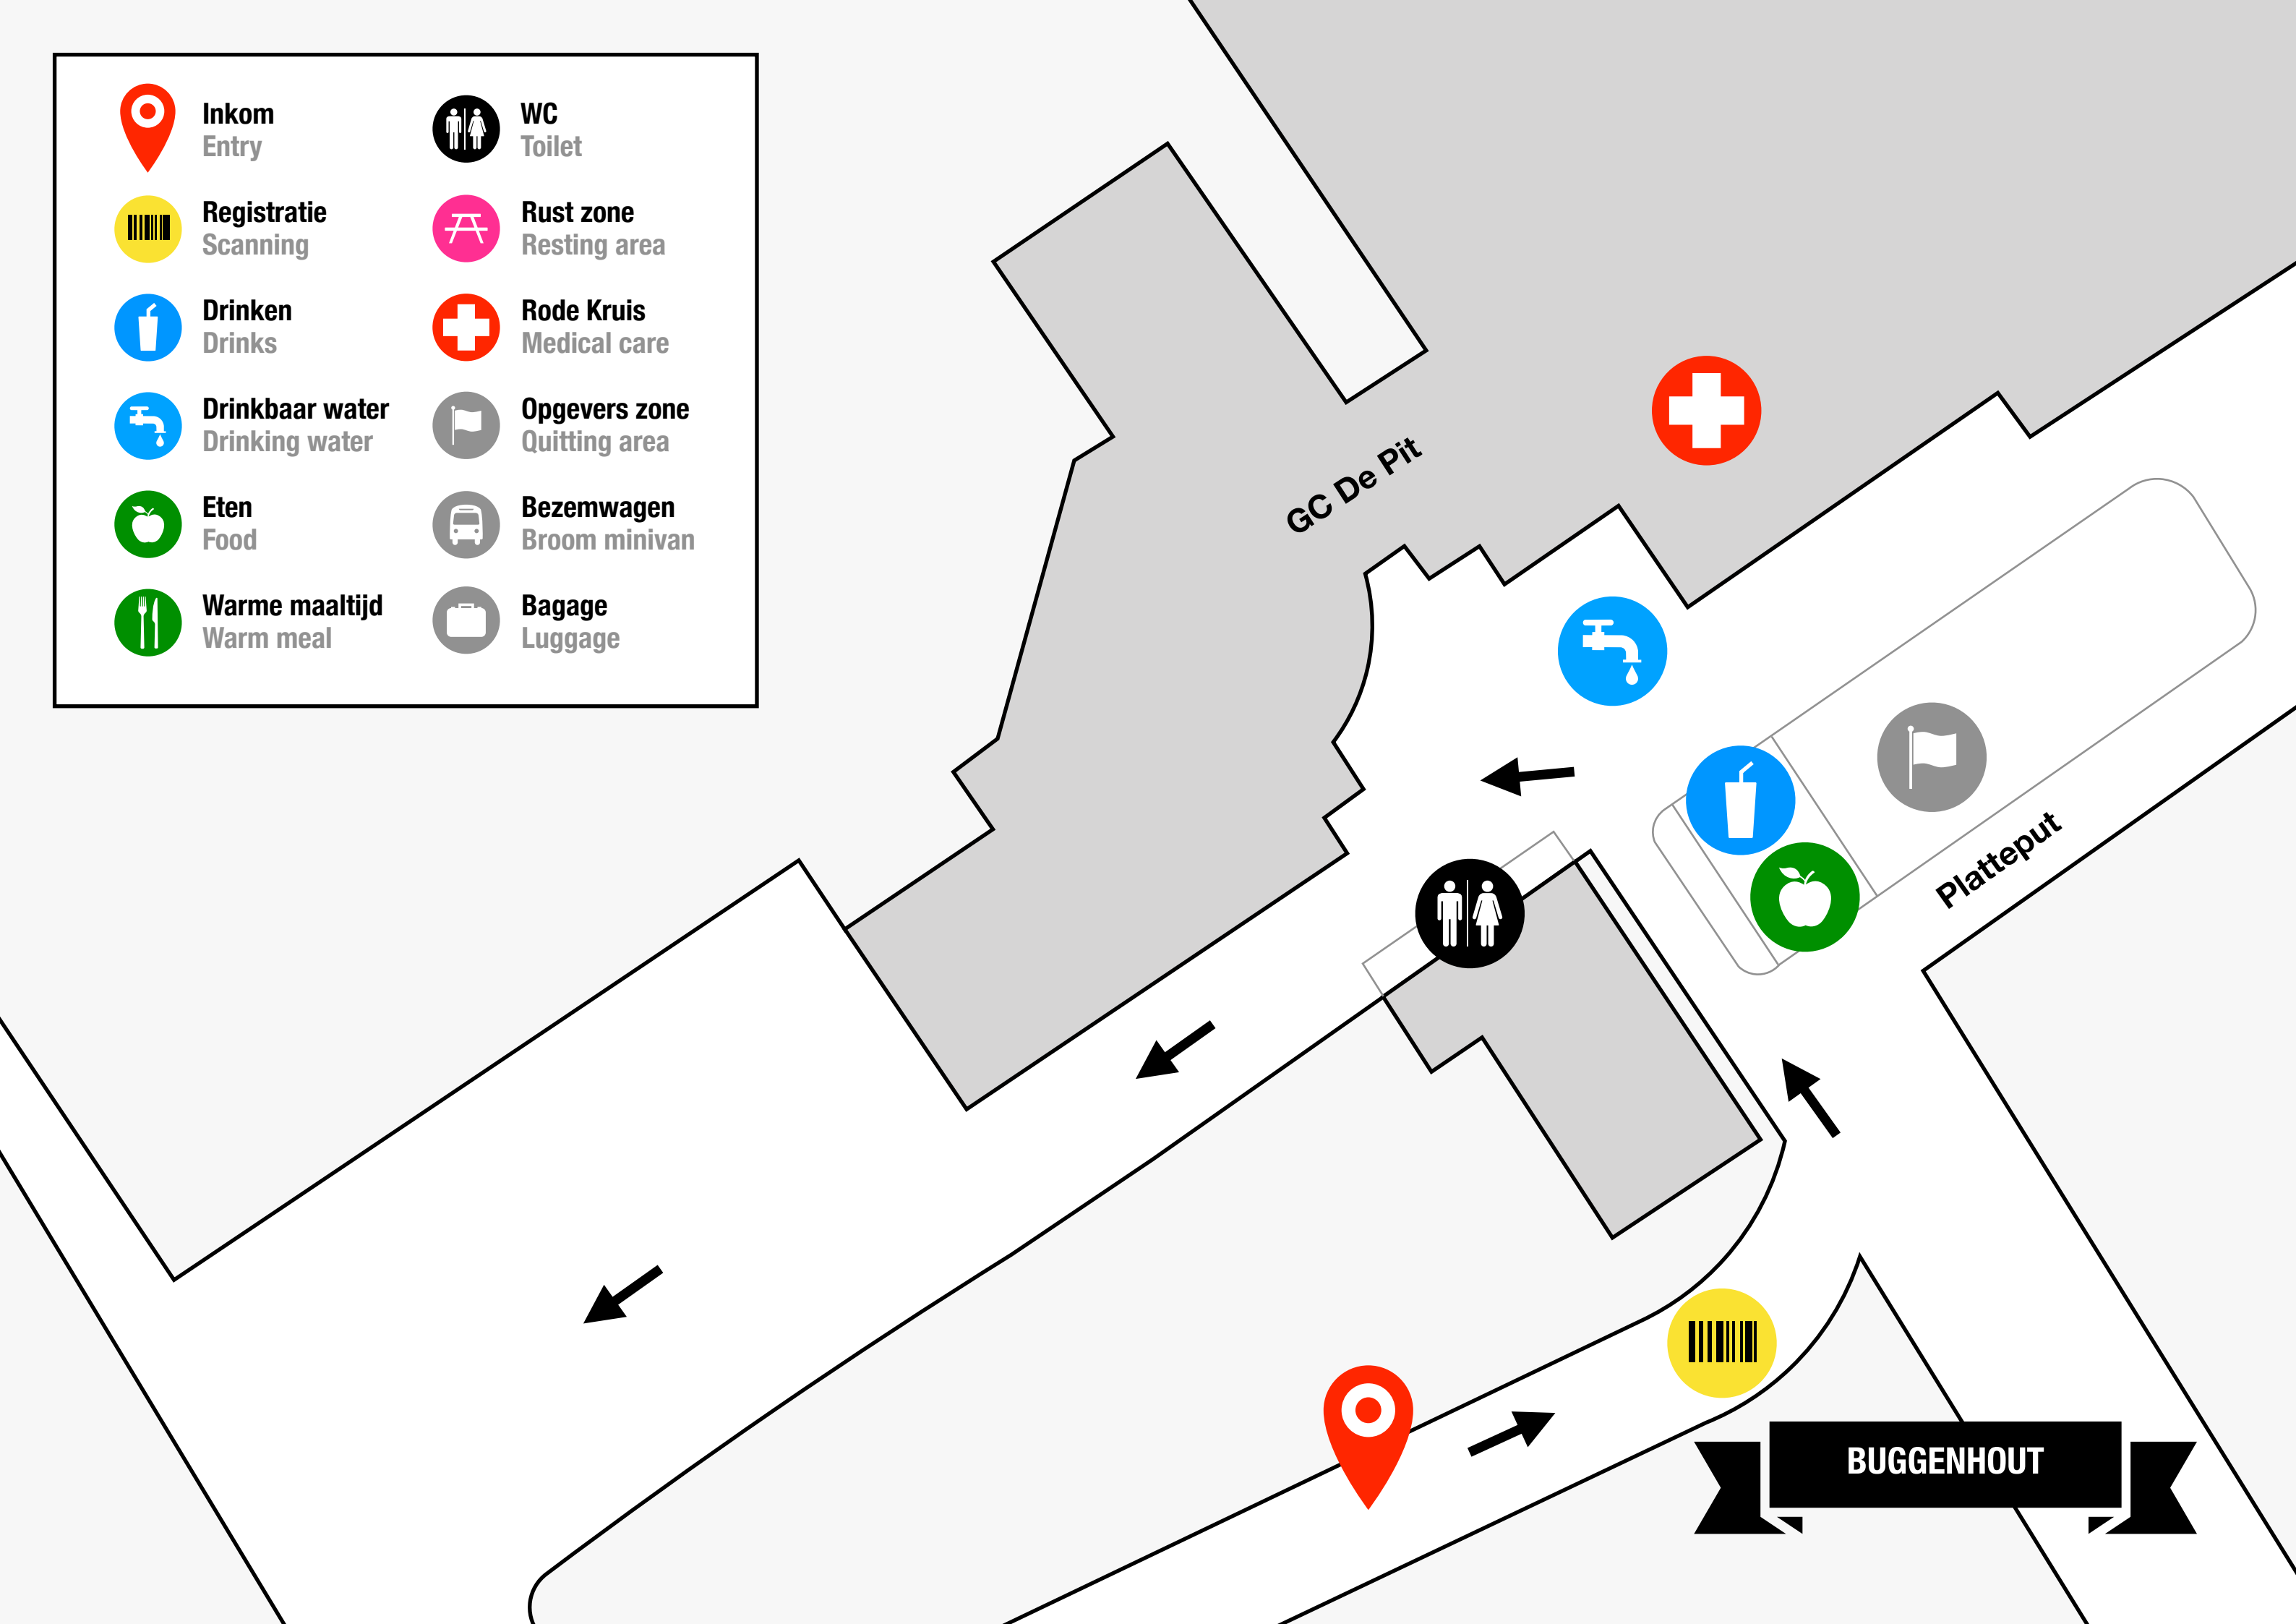 Inkom
Entry
Registratie
Scanning
Drinken
Drinks
Drinkbaar water
Drinking water
Eten
Food
Warme maaltijd
Warm meal
WC
Toilet
Rust zone
Resting area
Rode Kruis
Medical care
Opgevers zone
Quitting area
Bezemwagen
Broom minivan
Bagage
Luggage
GC De Pit
Platteput
BUGGENHOUT